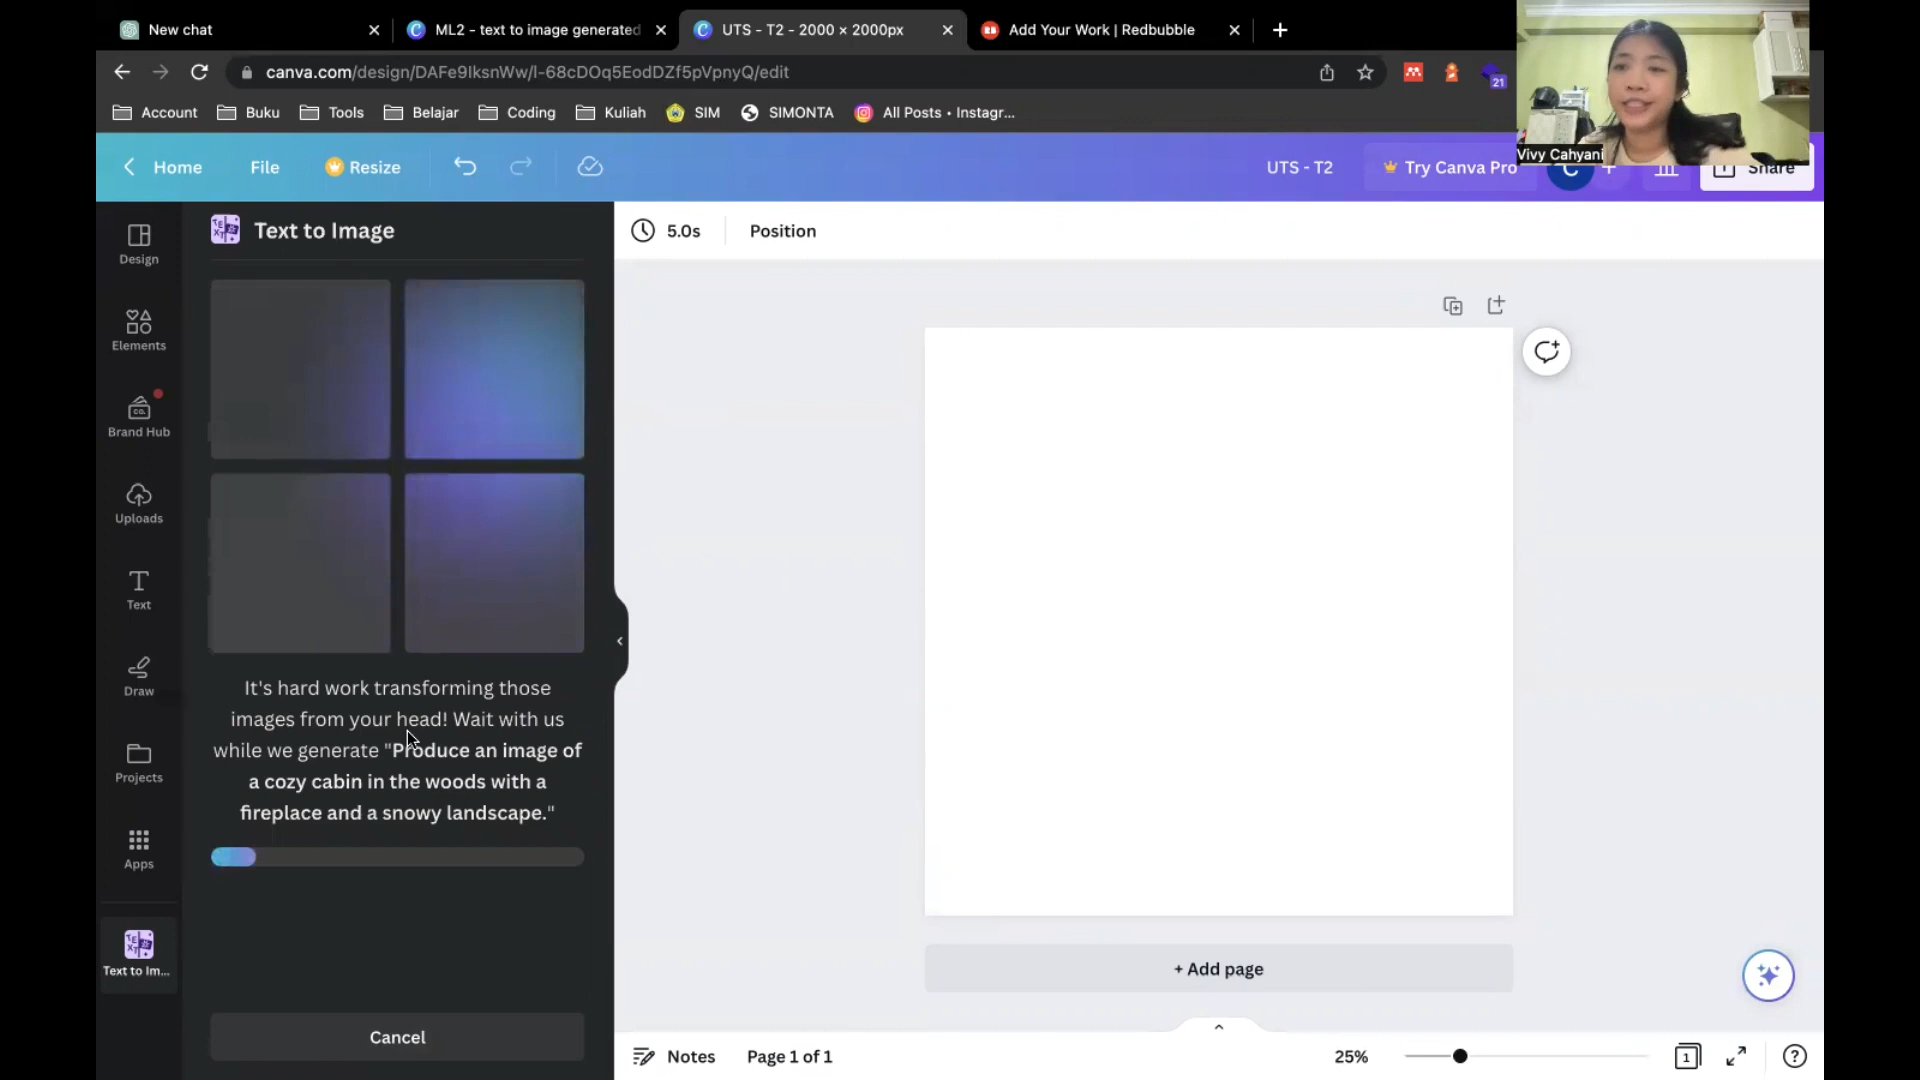 New chat
ML2 - text to image generated
UTS - T2 - 2000 × 2000px
Add Your Work | Redbubble
canva.com/design/DAFe9IksnWw/l-68cDOq5EodDZf5pVpnyQ/edit
21
Account
Buku
Tools
Belajar
Coding
Kuliah
SIM
SIMONTA
All Posts • Instagr...
Vivy Cahyani
Home
File
Resize
UTS - T2
Try Canva Pro
C
Share
Design
Elements
CO.
Brand Hub
Uploads
Text
Draw
Projects
Apps
Text to Im...
Text to Image
5.0s
Position
It's hard work transforming those
images from your head! Wait with us
while we generate "Produce an image of
a cozy cabin in the woods with a
fireplace and a snowy landscape."
Cancel
+ Add page
Notes
Page 1 of 1
25%
1